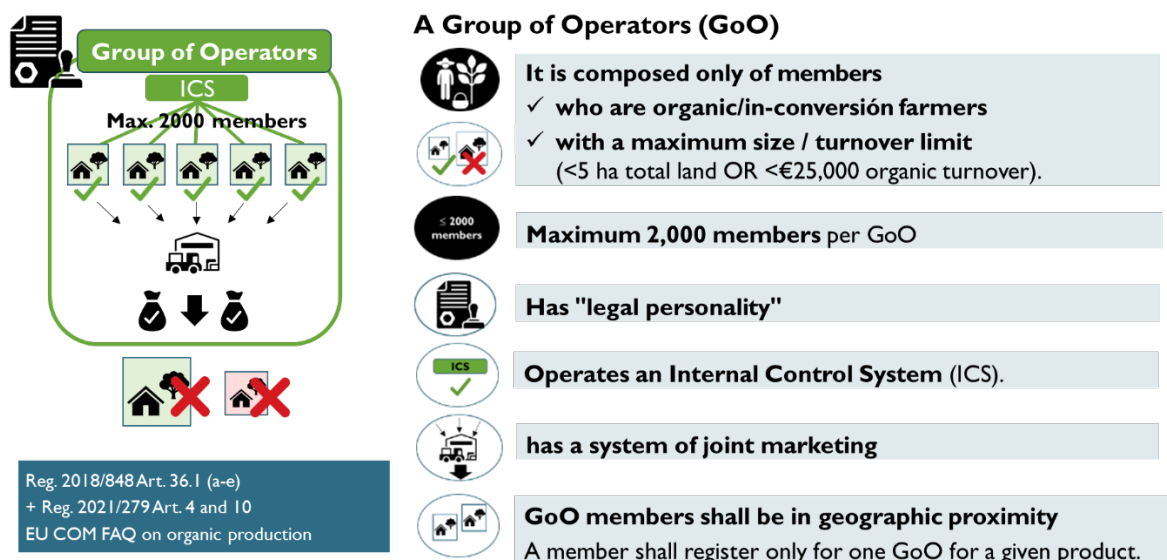 Group of Operators
ICS
Max. 2000 members
Reg. 2018/848 Art. 36.1 (a-e)
+ Reg. 2021/279 Art. 4 and 10
EU COM FAQ on organic production
A Group of Operators (GoO)
It is composed only of members
✓ who are organic/in-conversión farmers
✓ with a maximum size / turnover limit
(<5 ha total land OR <€25,000 organic turnover).
≤ 2000
members
Maximum 2,000 members per GoO
Has "legal personality"
ICS
Operates an Internal Control System (ICS).
has a system of joint marketing
GoO members shall be in geographic proximity
A member shall register only for one GoO for a given product.